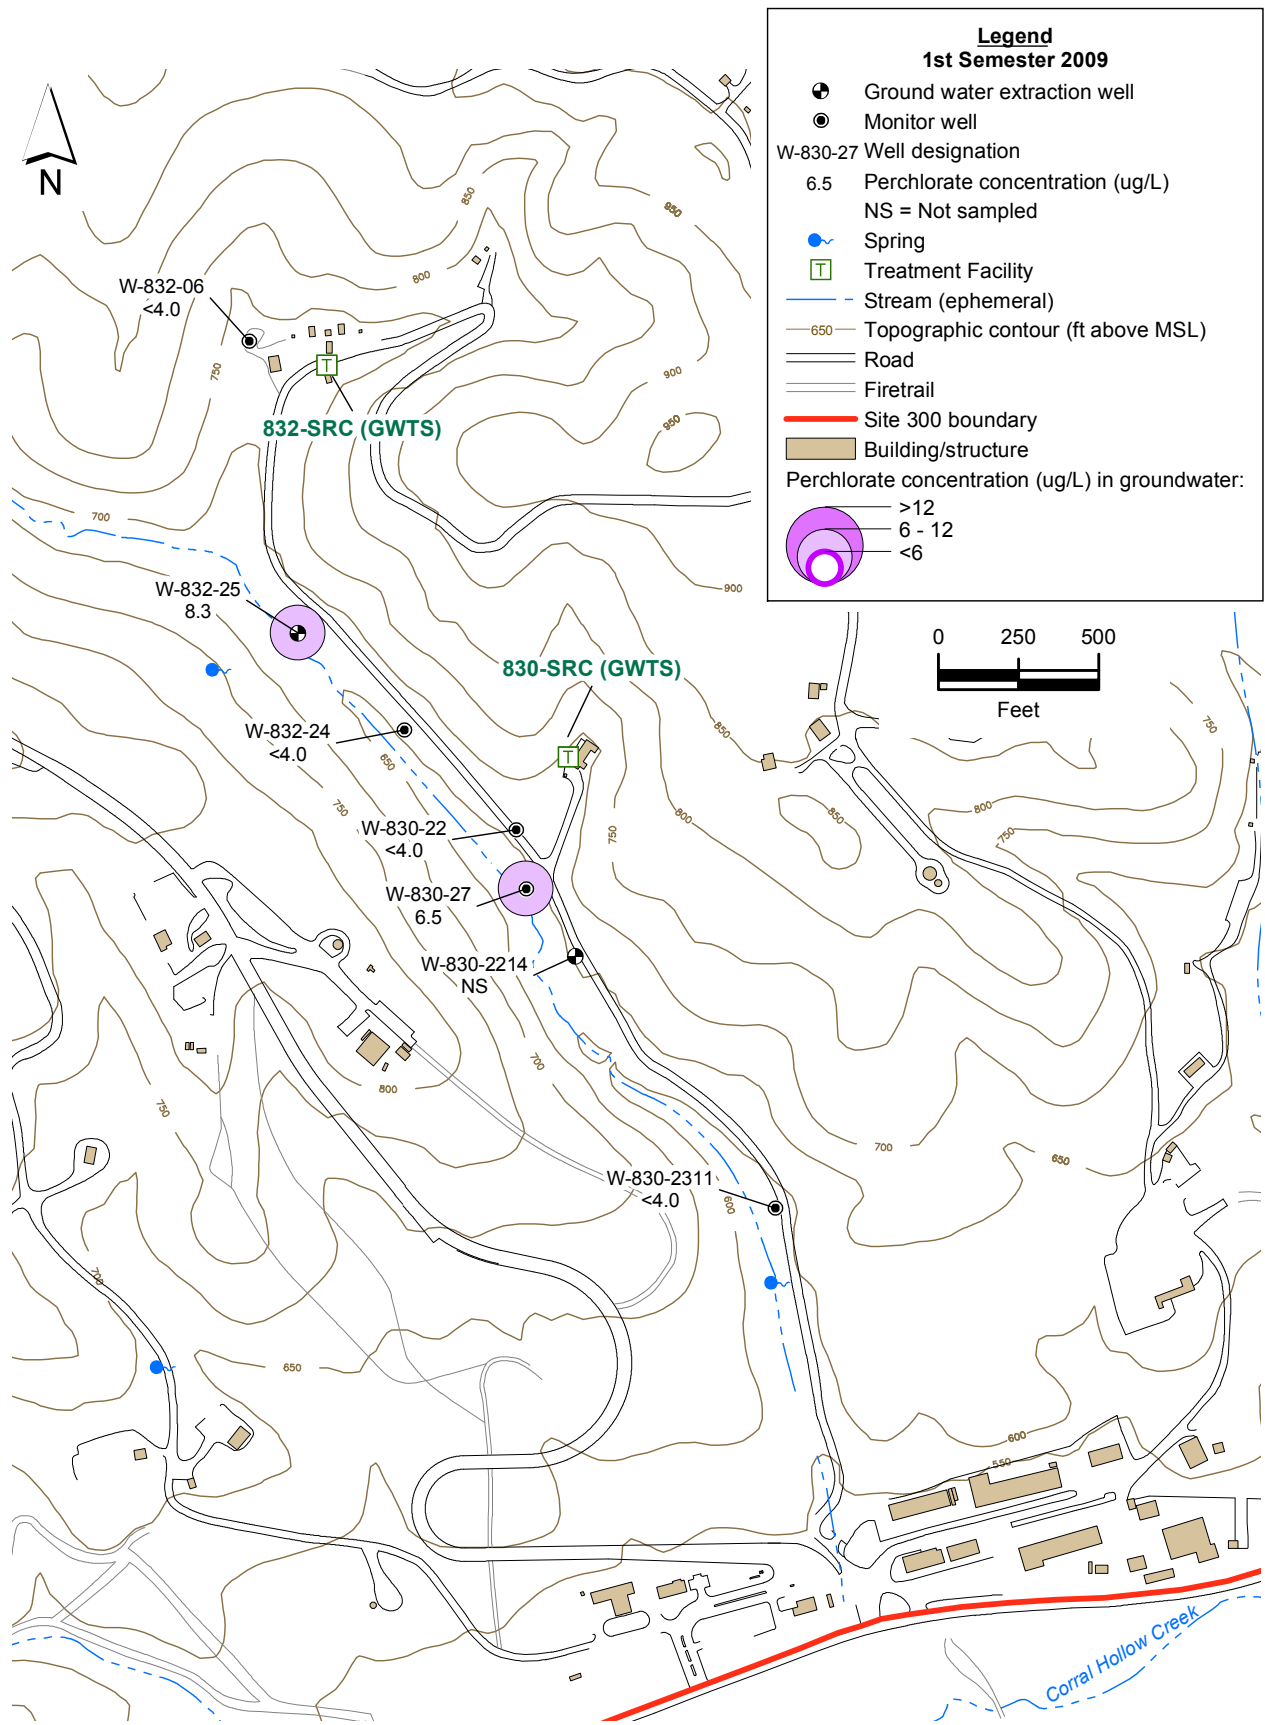 Legend
1st Semester 2009
Ground water extraction well
Monitor well
W-830-27 Well designation
6.5 Perchlorate concentration (ug/L)
NS = Not sampled
Spring
T Treatment Facility
Stream (ephemeral)
650 Topographic contour (ft above MSL)
Road
Firetrail
Site 300 boundary
Building/structure
Perchlorate concentration (ug/L) in groundwater:
>12
6 - 12
<6
N
850
950
800
W-832-06
<4.0
T
750
900
832-SRC (GWTS)
950
700
900
W-832-25
8.3
0 250 500
Feet
830-SRC (GWTS)
750
850
W-832-24
<4.0
650
T
750
800
850
800
750
750
W-830-22
<4.0
W-830-27
6.5
W-830-2214
NS
700
800
750
700
650
W-830-2311
<4.0
600
700
650
600
550
Corral Hollow Creek